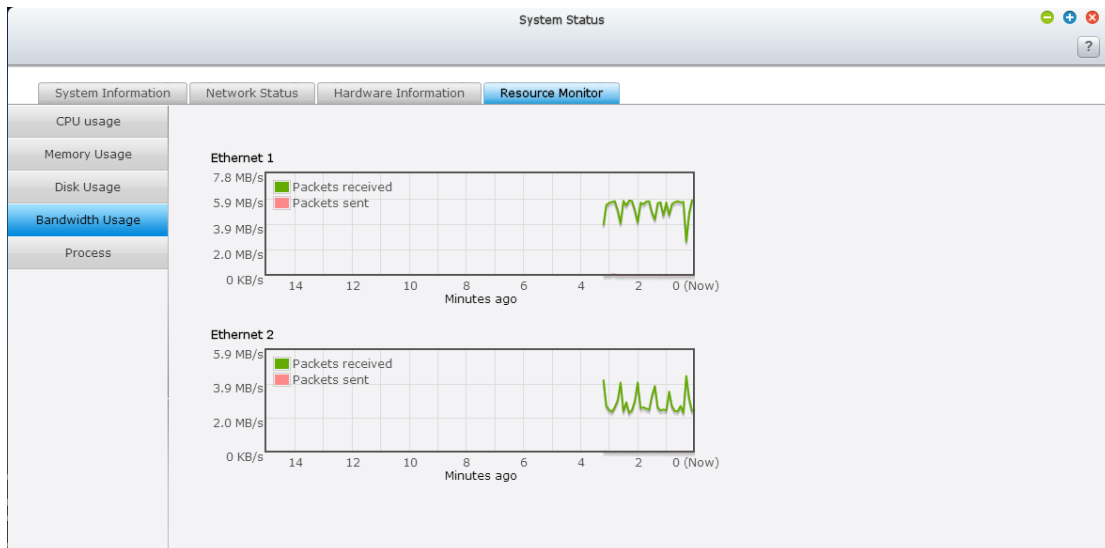 System Status
?
System Information Network Status Hardware Information Resource Monitor
CPU usage
Memory Usage
Disk Usage
Bandwidth Usage
Process
Ethernet 1
7.8 MB/s
5.9 MB/s
3.9 MB/s
2.0 MB/s
0 KB/s
Packets received
Packets sent
14 12 10 8 6 4 2 0 (Now)
Minutes ago
Ethernet 2
5.9 MB/s
3.9 MB/s
2.0 MB/s
0 KB/s
Packets received
Packets sent
14 12 10 8 6 4 2 0 (Now)
Minutes ago